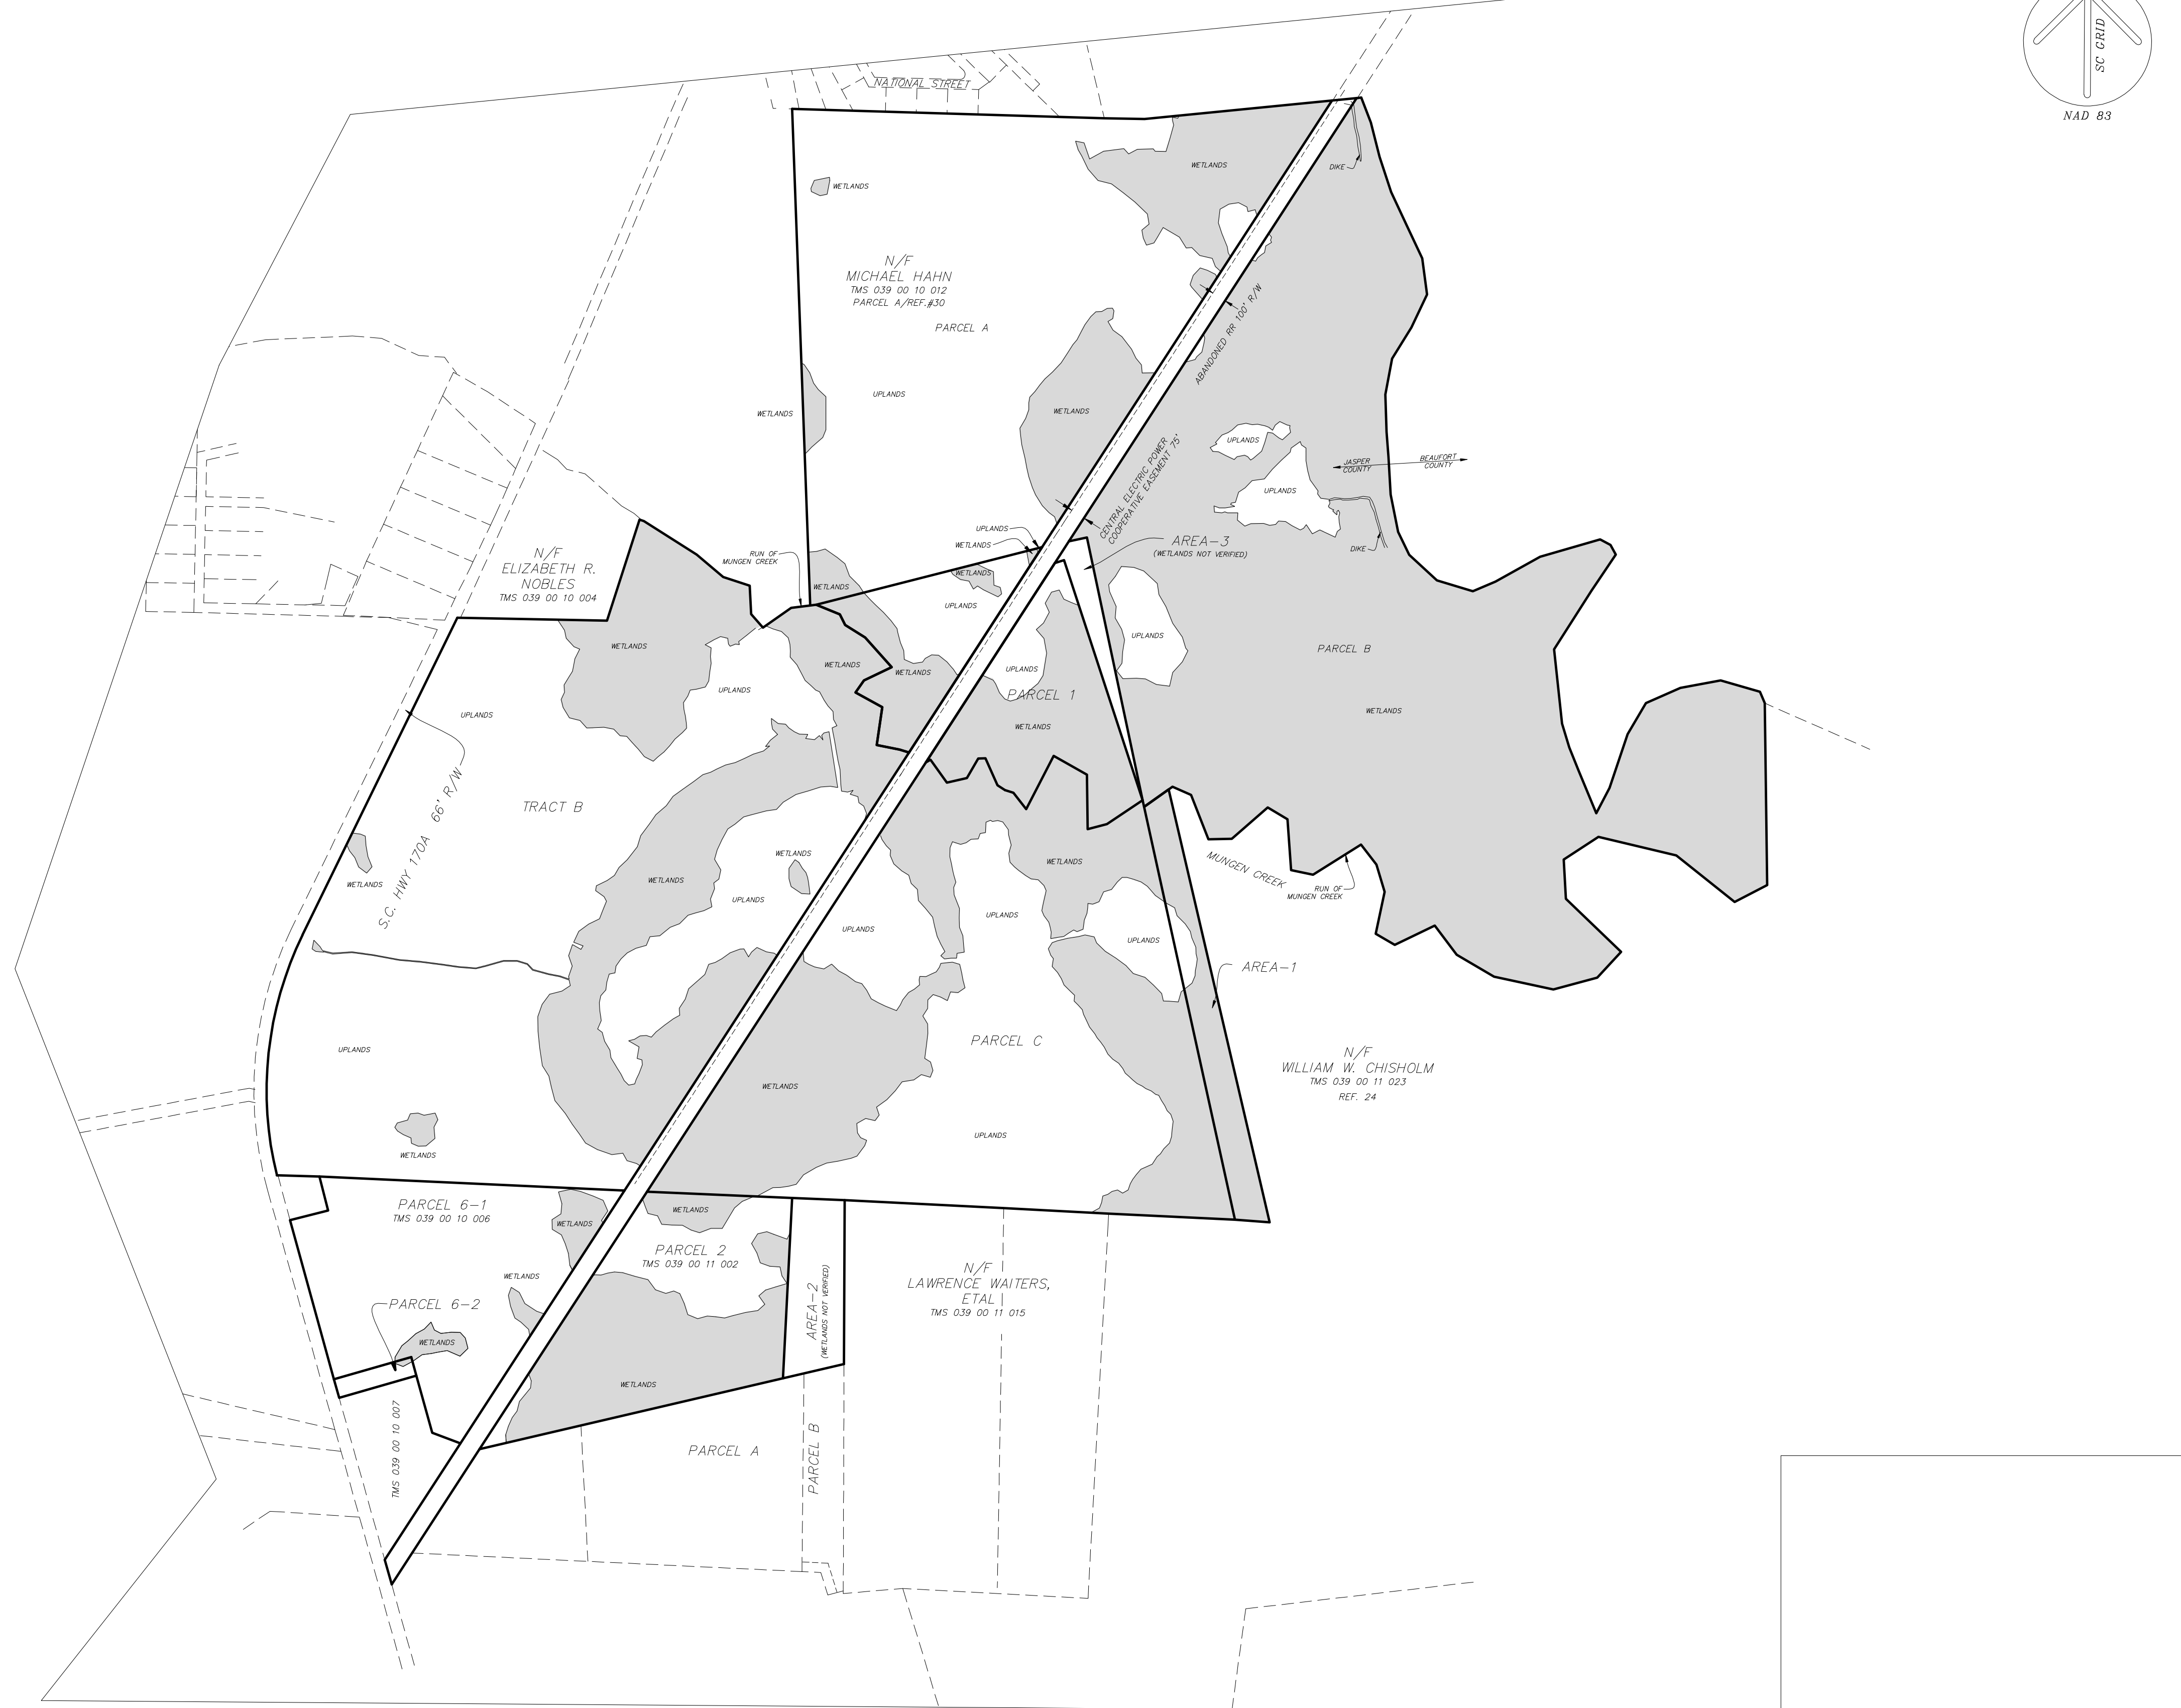 SC GRID
NAD 83
NATIONAL STREET
WETLANDS
DIKE
WETLANDS
N/F
MICHAEL HAHN
TMS 039 00 10 012
PARCEL A/REF.#30
PARCEL A
ABANDONED RR 100' R/W
UPLANDS
WETLANDS
WETLANDS
CENTRAL ELECTRIC POWER
COOPERATIVE EASEMENT 75'
UPLANDS
JASPER
COUNTY
BEAUFORT
COUNTY
UPLANDS
DIKE
UPLANDS
WETLANDS
AREA-3
(WETLANDS NOT VERIFIED)
RUN OF
MUNGEN CREEK
N/F
ELIZABETH R.
NOBLES
TMS 039 00 10 004
WETLANDS
WETLANDS
UPLANDS
UPLANDS
WETLANDS
WETLANDS
WETLANDS
UPLANDS
PARCEL B
UPLANDS
PARCEL 1
WETLANDS
WETLANDS
UPLANDS
S.C. HWY 170A 66' R/W
TRACT B
WETLANDS
WETLANDS
MUNGEN CREEK
RUN OF
MUNGEN CREEK
WETLANDS
WETLANDS
UPLANDS
UPLANDS
UPLANDS
UPLANDS
AREA-1
UPLANDS
PARCEL C
N/F
WILLIAM W. CHISHOLM
TMS 039 00 11 023
REF. 24
WETLANDS
UPLANDS
WETLANDS
PARCEL 6-1
TMS 039 00 10 006
WETLANDS
WETLANDS
PARCEL 2
TMS 039 00 11 002
WETLANDS
AREA-2
(WETLANDS NOT VERIFIED)
N/F
LAWRENCE WAITERS,
ETAL
TMS 039 00 11 015
PARCEL 6-2
WETLANDS
WETLANDS
TMS 039 00 10 007
PARCEL A
PARCEL B